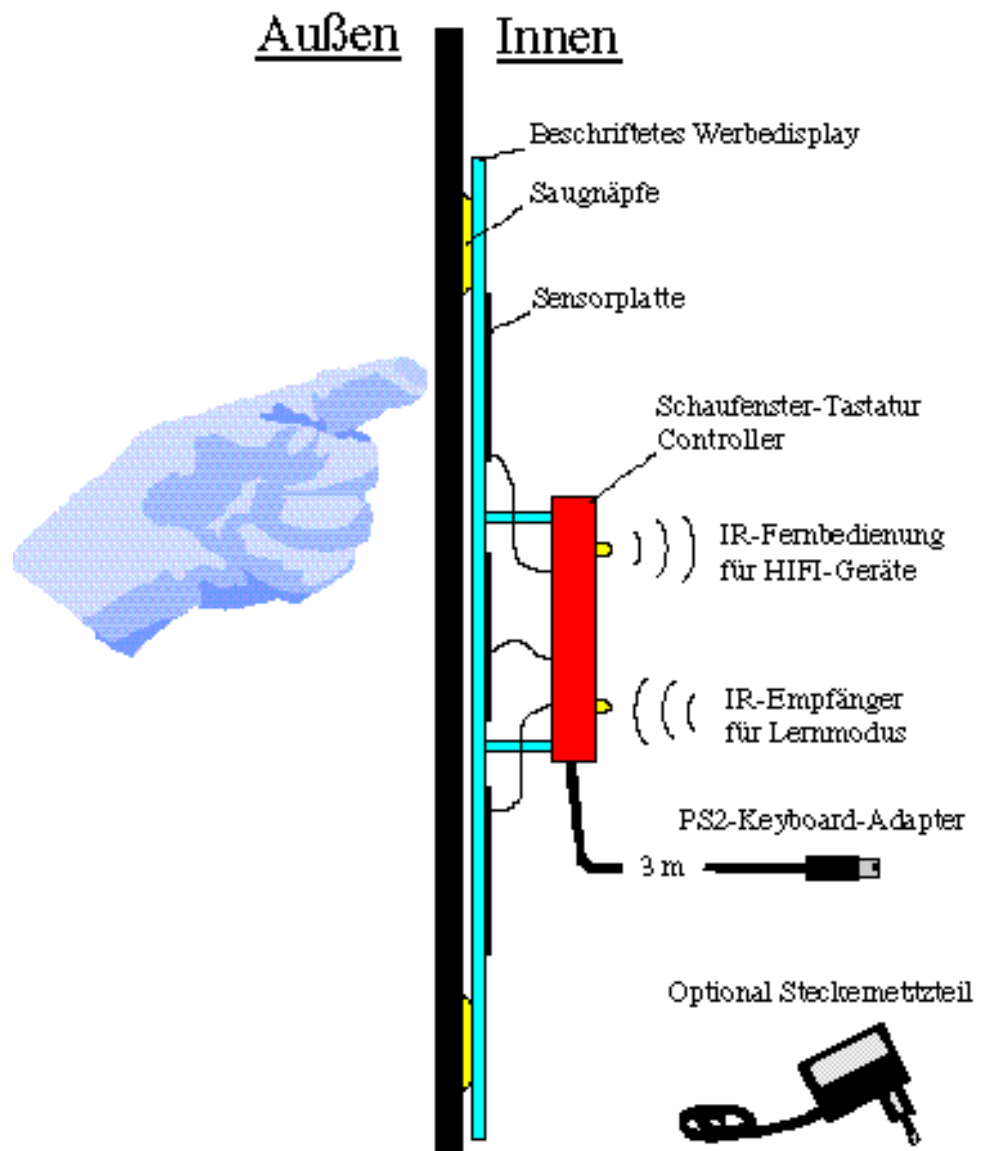 Außen
Innen
Beschriftetes Werbedisplay
Saugnäpfe
Sensorplatte
Schaufenster-Tastatur
Controller
IR-Fernbedienung
für HIFI-Geräte
IR-Empfänger
für Lernmodus
PS2-Keyboard-Adapter
3 m
Optional Steckernettzteil